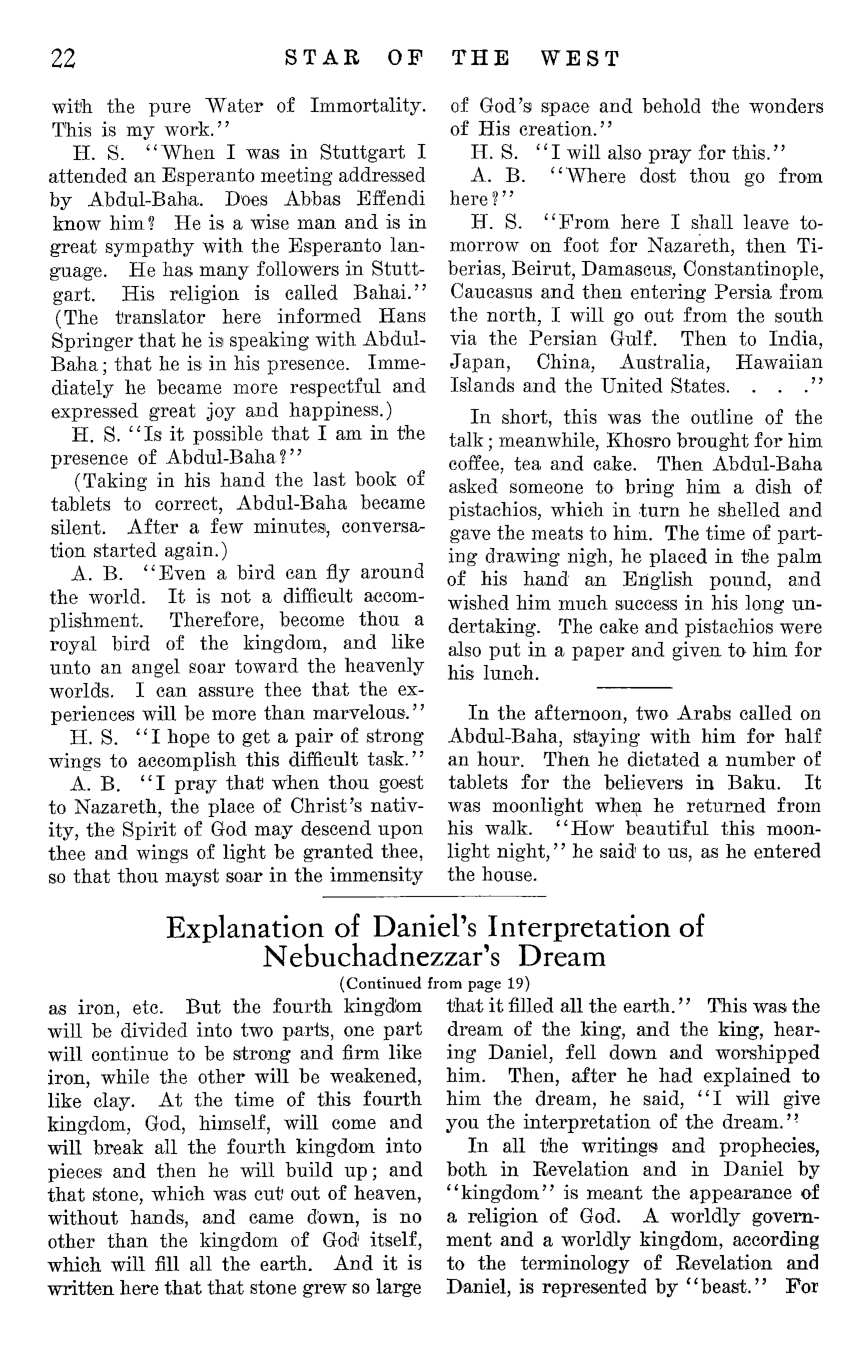 22 STAR OF THE WEST
with the pure Water of Immortality.
This is my work.''
H. S. ''When I was in Stuttgart I
attended an Esperanto meeting addressed
by Abdul-Baha. Does Abbas Effendi
know him? He is a wise man and is in
great sympathy with the Esperanto lan-
guage. He has many followers in Stutt-
gart. His religion is called Bahai.''
(The translator here informed Hans
Springer that he is speaking with Abdul-
Baha; that he is in his presence. Imme-
diately he became more respectful and
expressed great joy and happiness.)
H. S. ''Is it possible that I am in the
presence of Abdul-Baha?''
(Taking in his hand the last book of
tablets to correct, Abdul-Baha became
silent. After a few minutes, conversa-
tion started again.)
A. B. ''Even a bird can fly around
the world. It is not a difficult accom-
plishment. Therefore, become thou a
royal bird of the kingdom, and like
unto an angel soar toward the heavenly
worlds. I can assure thee that the ex-
periences will be more than marvelous.''
H. S. ''I hope to get a pair of strong
wings to accomplish this difficult task.''
A. B. ''I pray that when thou goest
to Nazareth, the place of Christ's nativ-
ity, the Spirit of God may descend upon
thee and wings of light be granted thee,
so that thou mayst soar in the immensity
of God's space and behold the wonders
of His creation.''
H. S. ''I will also pray for this.''
A. B. ''Where dost thou go from
here?''
H. S. ''From here I shall leave to-
morrow on foot for Nazareth, then Ti-
berias, Beirut, Damascus, Constantinople,
Caucasus and then entering Persia from
the north, I will go out from the south
via the Persian Gulf. Then to India,
Japan, China, Australia, Hawaiian
Islands and the United States. . . .''
In short, this was the outline of the
talk; meanwhile, Khosro brought for him
coffee, tea and cake. Then Abdul-Baha
asked someone to bring him a dish of
pistachios, which in turn he shelled and
gave the meats to him. The time of part-
ing drawing nigh, he placed in the palm
of his hand an English pound, and
wished him much success in his long un-
dertaking. The cake and pistachios were
also put in a paper and given to him for
his lunch.
In the afternoon, two Arabs called on
Abdul-Baha, staying with him for half
an hour. Then he dictated a number of
tablets for the believers in Baku. It
was moonlight when he returned from
his walk. ''How beautiful this moon-
light night,'' he said to us, as he entered
the house.
Explanation of Daniel's Interpretation of
Nebuchadnezzar's Dream
(Continued from page 19)
as iron, etc. But the fourth kingdom
will be divided into two parts, one part
will continue to be strong and firm like
iron, while the other will be weakened,
like clay. At the time of this fourth
kingdom, God, himself, will come and
will break all the fourth kingdom into
pieces and then he will build up; and
that stone, which was cut out of heaven,
without hands, and came down, is no
other than the kingdom of God itself,
which will fill all the earth. And it is
written here that that stone grew so large
that it filled all the earth.'' This was the
dream of the king, and the king, hear-
ing Daniel, fell down and worshipped
him. Then, after he had explained to
him the dream, he said, ''I will give
you the interpretation of the dream.''
In all the writings and prophecies,
both in Revelation and in Daniel by
''kingdom'' is meant the appearance of
a religion of God. A worldly govern-
ment and a worldly kingdom, according
to the terminology of Revelation and
Daniel, is represented by ''beast.'' For